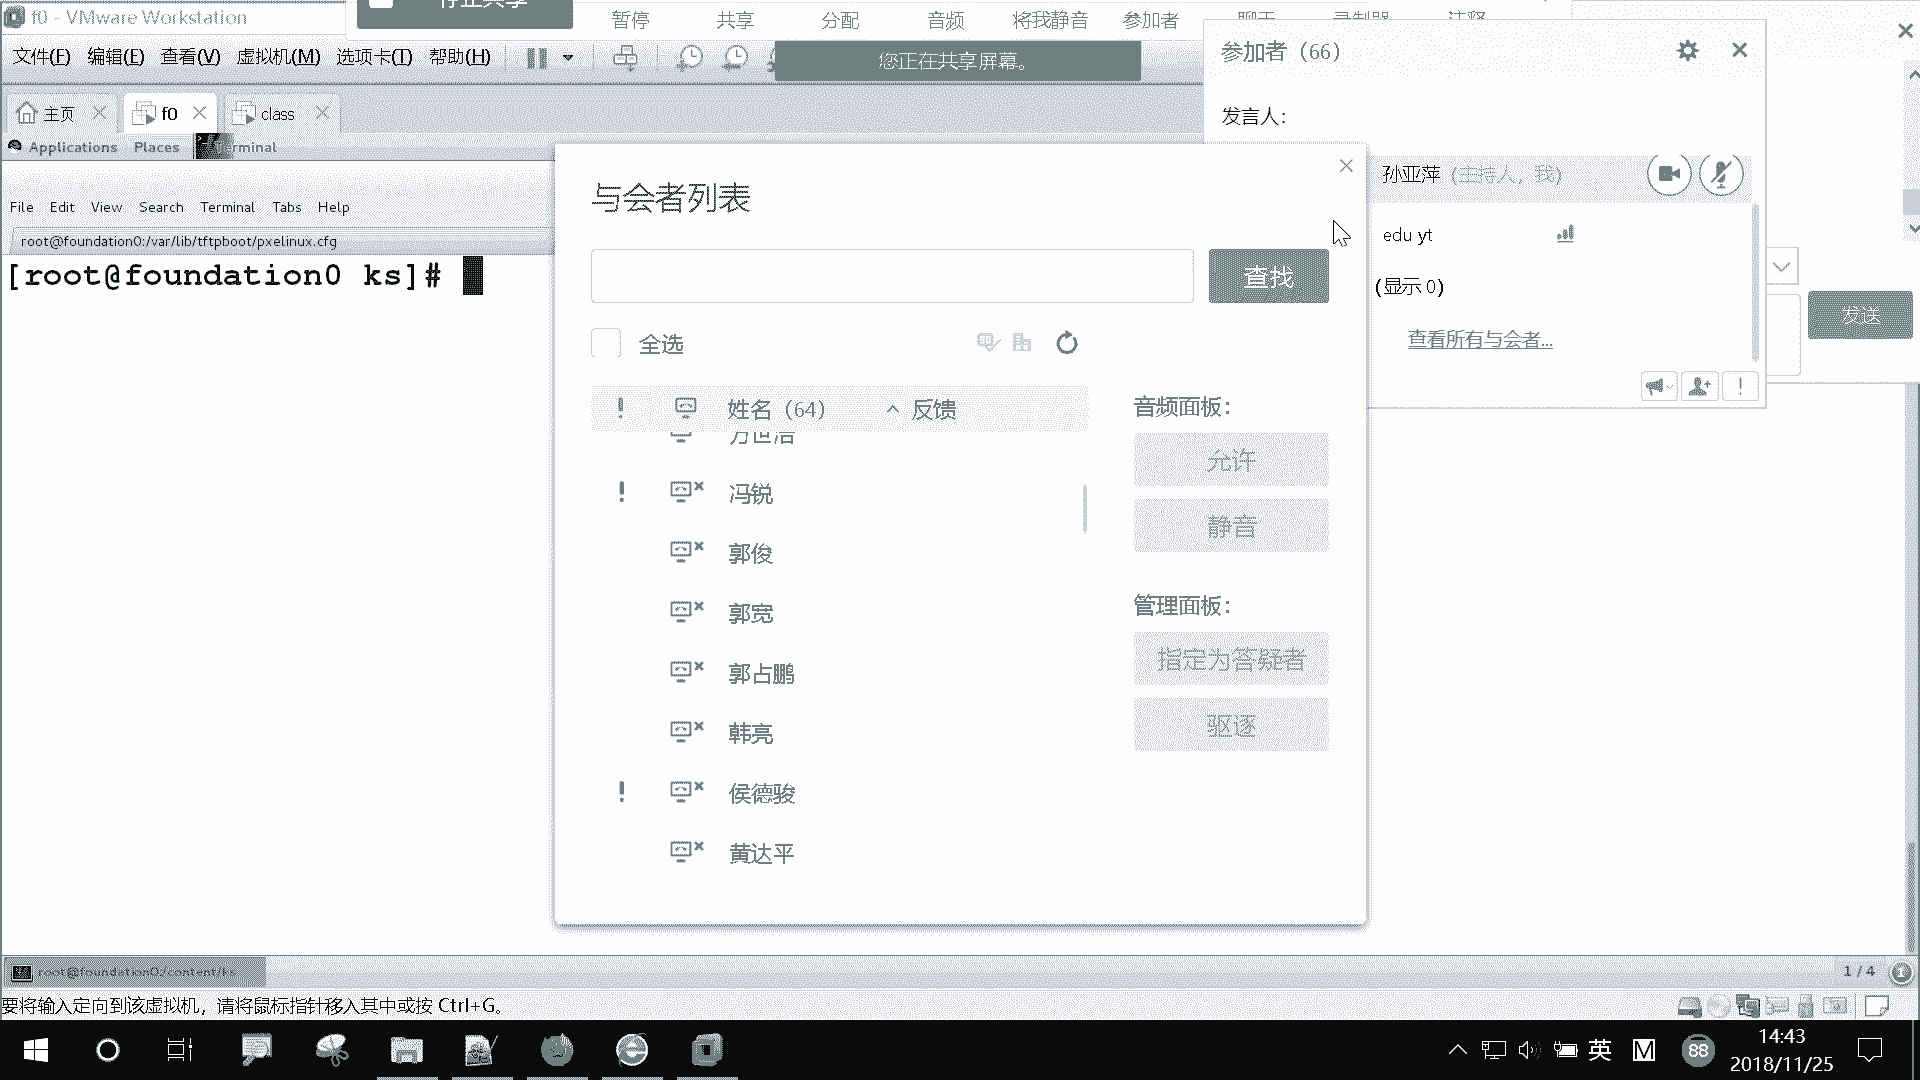 f0 - VMware Workstation
停止共享
暂停
共享
分配
音频
将我静音
参加者
聊天
录制器
注释
文件(F)
编辑(E)
查看(V)
虚拟机(M)
选项卡(T)
帮助(H)
您正在共享屏幕。
参加者（66）
主页
f0
class
发言人：
Applications
Places
Terminal
孙亚萍（主持人，我）
与会者列表
File Edit View Search Terminal Tabs Help
edu yt
root@foundation0:/var/lib/tftpboot/pxelinux.cfg
[root@foundation0 ks]#
查找
(显示 0)
发送
全选
查看所有与会者...
姓名（64）
反馈
音频面板：
方世浩
允许
冯锐
静音
郭俊
郭宽
管理面板：
指定为答疑者
郭占鹏
驱逐
韩亮
侯德骏
黄达平
root@foundation0:/content/ks
1 / 4
1
要将输入定向到该虚拟机，请将鼠标指针移入其中或按 Ctrl+G。
英
M
88
14:43
2018/11/25